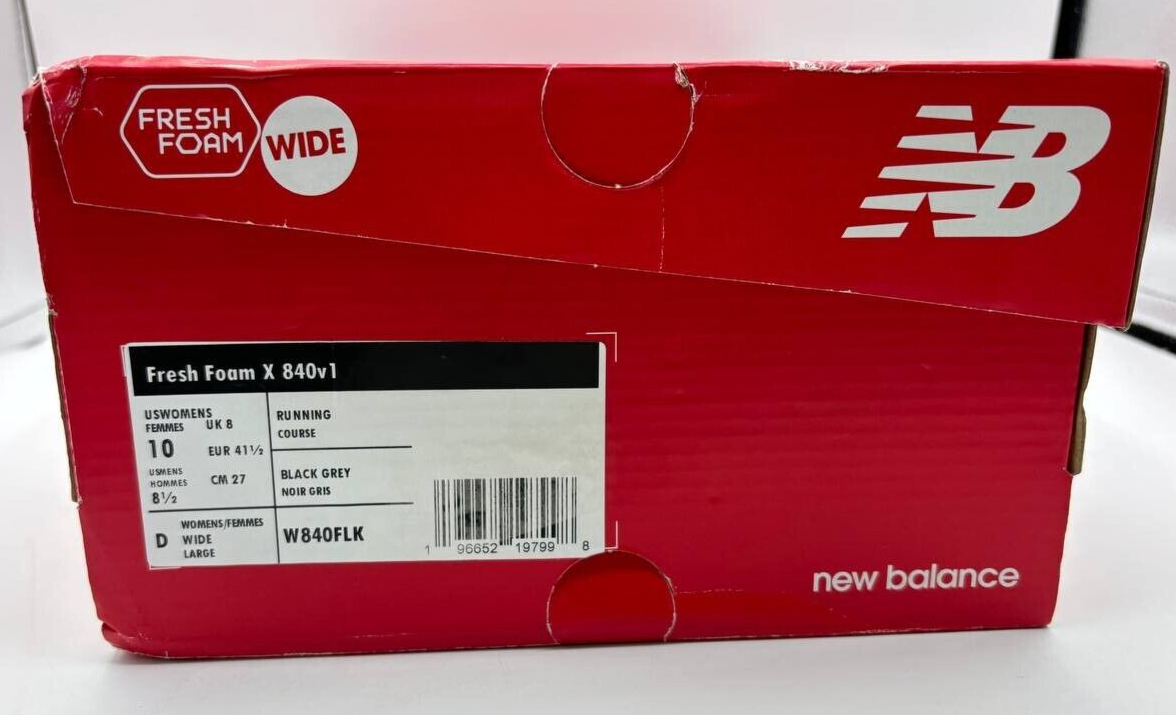 FRESH
FOAM
WIDE
NB
Fresh Foam X 840v1
USWOMENS
FEMMES UK 8
10 EUR 41½
USMENS
HOMMES CM 27
8½
RUNNING
COURSE
BLACK GREY
NOIR GRIS
D WOMENS/FEMMES
WIDE
LARGE
W840FLK
1 96652 19799 8
new balance